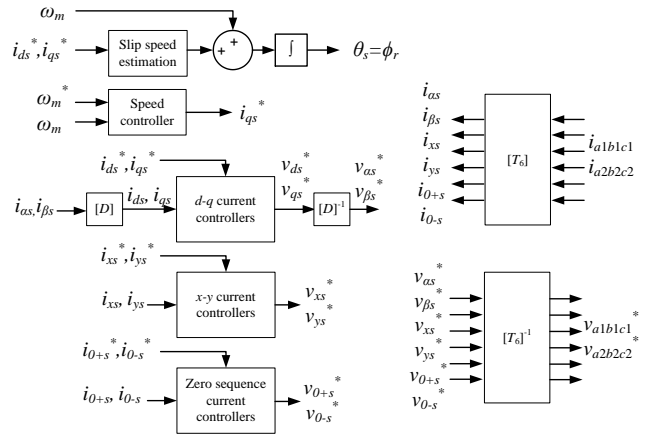 ωm
ids*,iqs*
Slip speed
estimation
+
+
∫
θs=ϕr
ωm*
ωm
Speed
controller
iqs*
ids*,iqs*
iαs,iβs
[D]
ids, iqs
d-q current
controllers
vds*
vqs*
[D]-1
vαs*
vβs*
ixs*,iys*
ixs, iys
x-y current
controllers
vxs*
vys*
i0+s*,i0-s*
i0+s, i0-s
Zero sequence
current
controllers
v0+s*
v0-s*
iαs
iβs
ixs
iys
i0+s
i0-s
[T6]
ia1b1c1
ia2b2c2
vαs*
vβs*
vxs*
vys*
v0+s*
v0-s*
[T6]-1
va1b1c1*
va2b2c2*